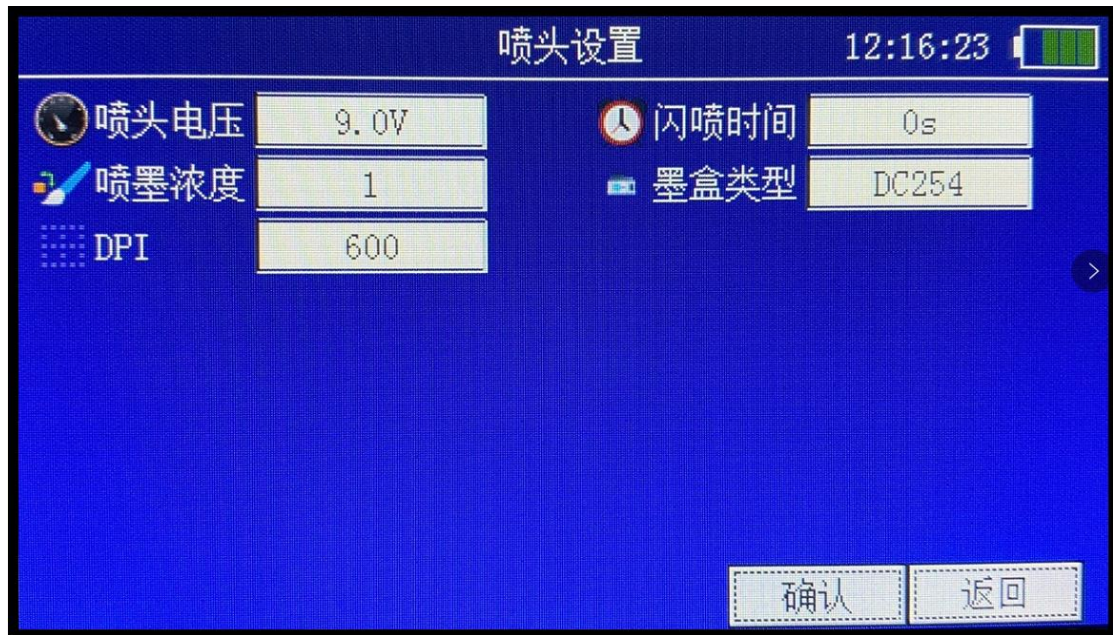 喷头设置 12:16:23
喷头电压 9.0V 闪喷时间 0s
喷墨浓度 1 墨盒类型 DC254
DPI 600
确认 返回